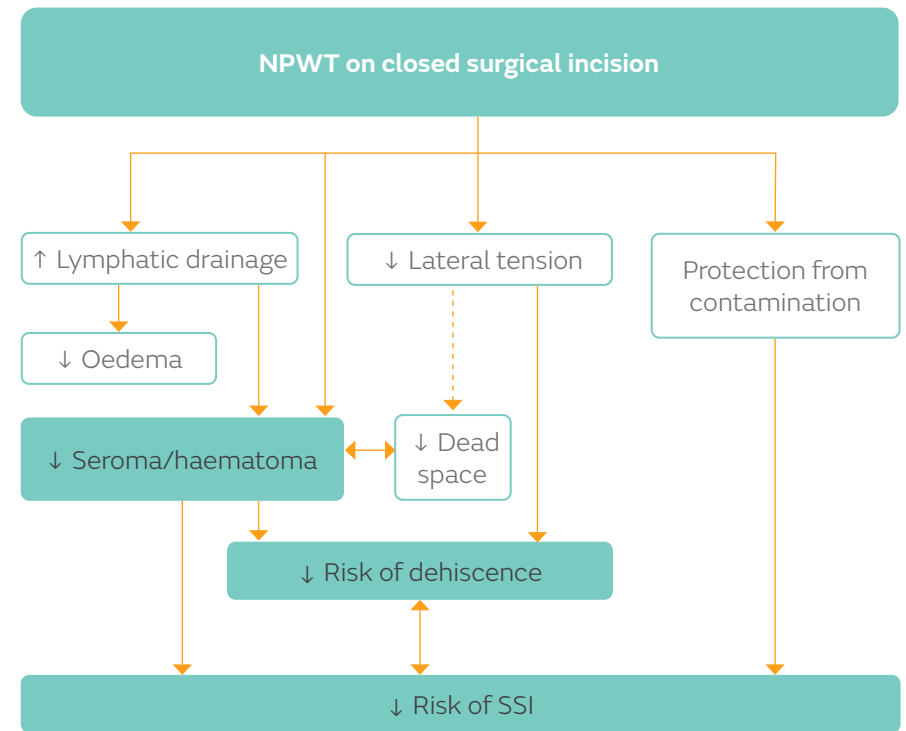 NPWT on closed surgical incision
↑ Lymphatic drainage
↓ Lateral tension
Protection from
contamination
↓ Oedema
↓ Seroma/haematoma
↓ Dead
space
↓ Risk of dehiscence
↓ Risk of SSI